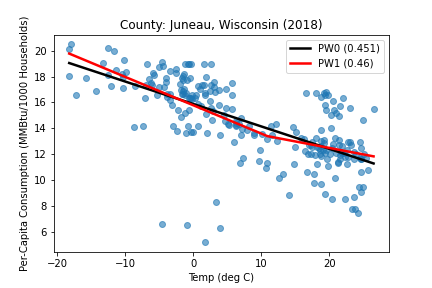 County: Juneau, Wisconsin (2018)
Per-Capita Consumption (MMBtu/1000 Households)
20
18
16
14
12
10
8
6
PW0 (0.451)
PW1 (0.46)
−20 −10 0 10 20
Temp (deg C)